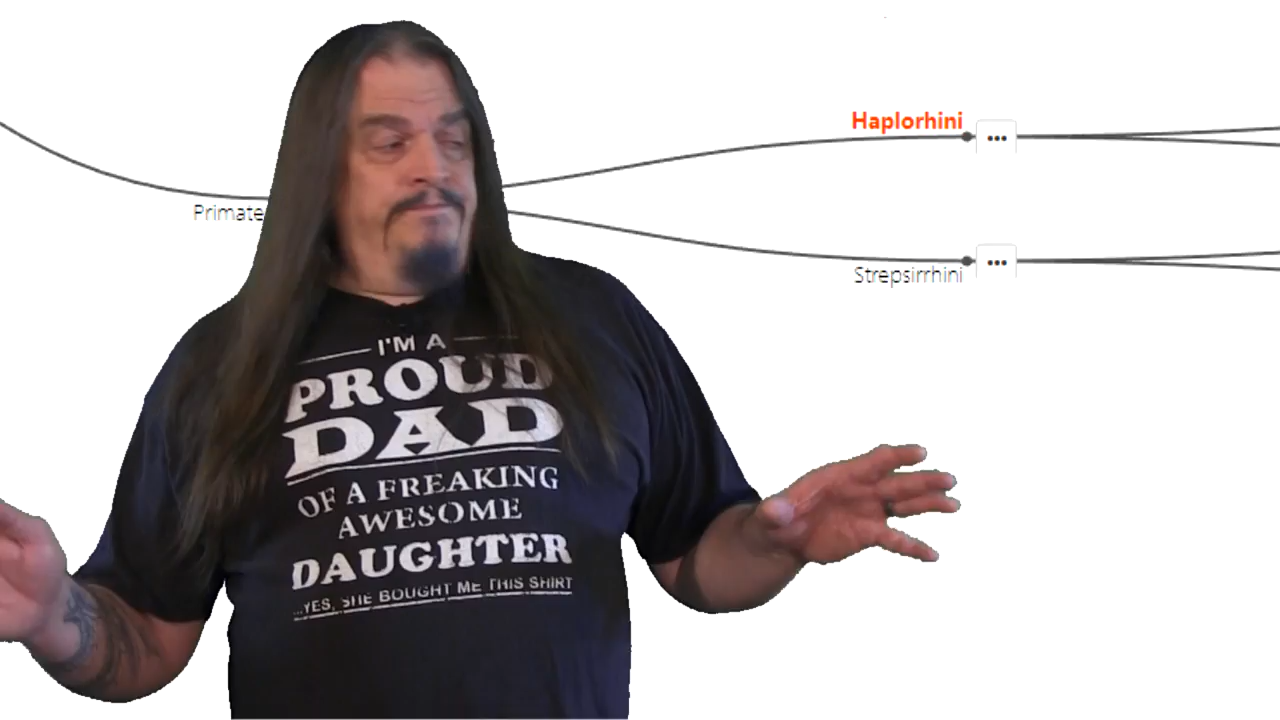 Haplorhini
Primate
Strepsirrhini
I'M A
PROUD
DAD
OF A FREAKING
AWESOME
DAUGHTER
...YES, SHE BOUGHT ME THIS SHIRT